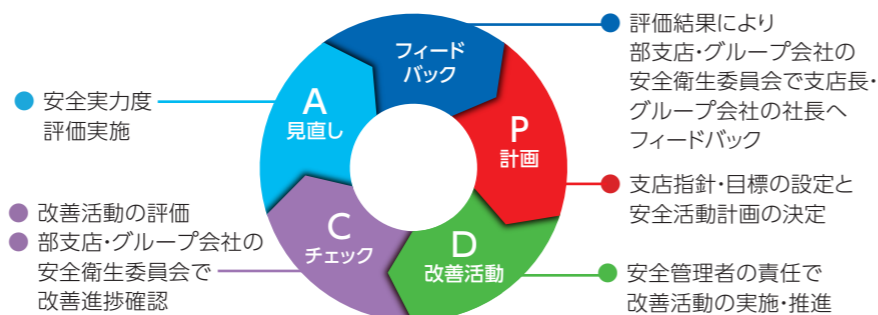 フィード
バック
評価結果により
部支店・グループ会社の
安全衛生委員会で支店長・
グループ会社の社長へ
フィードバック
P
計画
支店指針・目標の設定と
安全活動計画の決定
D
改善活動
安全管理者の責任で
改善活動の実施・推進
C
チェック
改善活動の評価
部支店・グループ会社の
安全衛生委員会で
改善進捗確認
A
見直し
安全実力度
評価実施